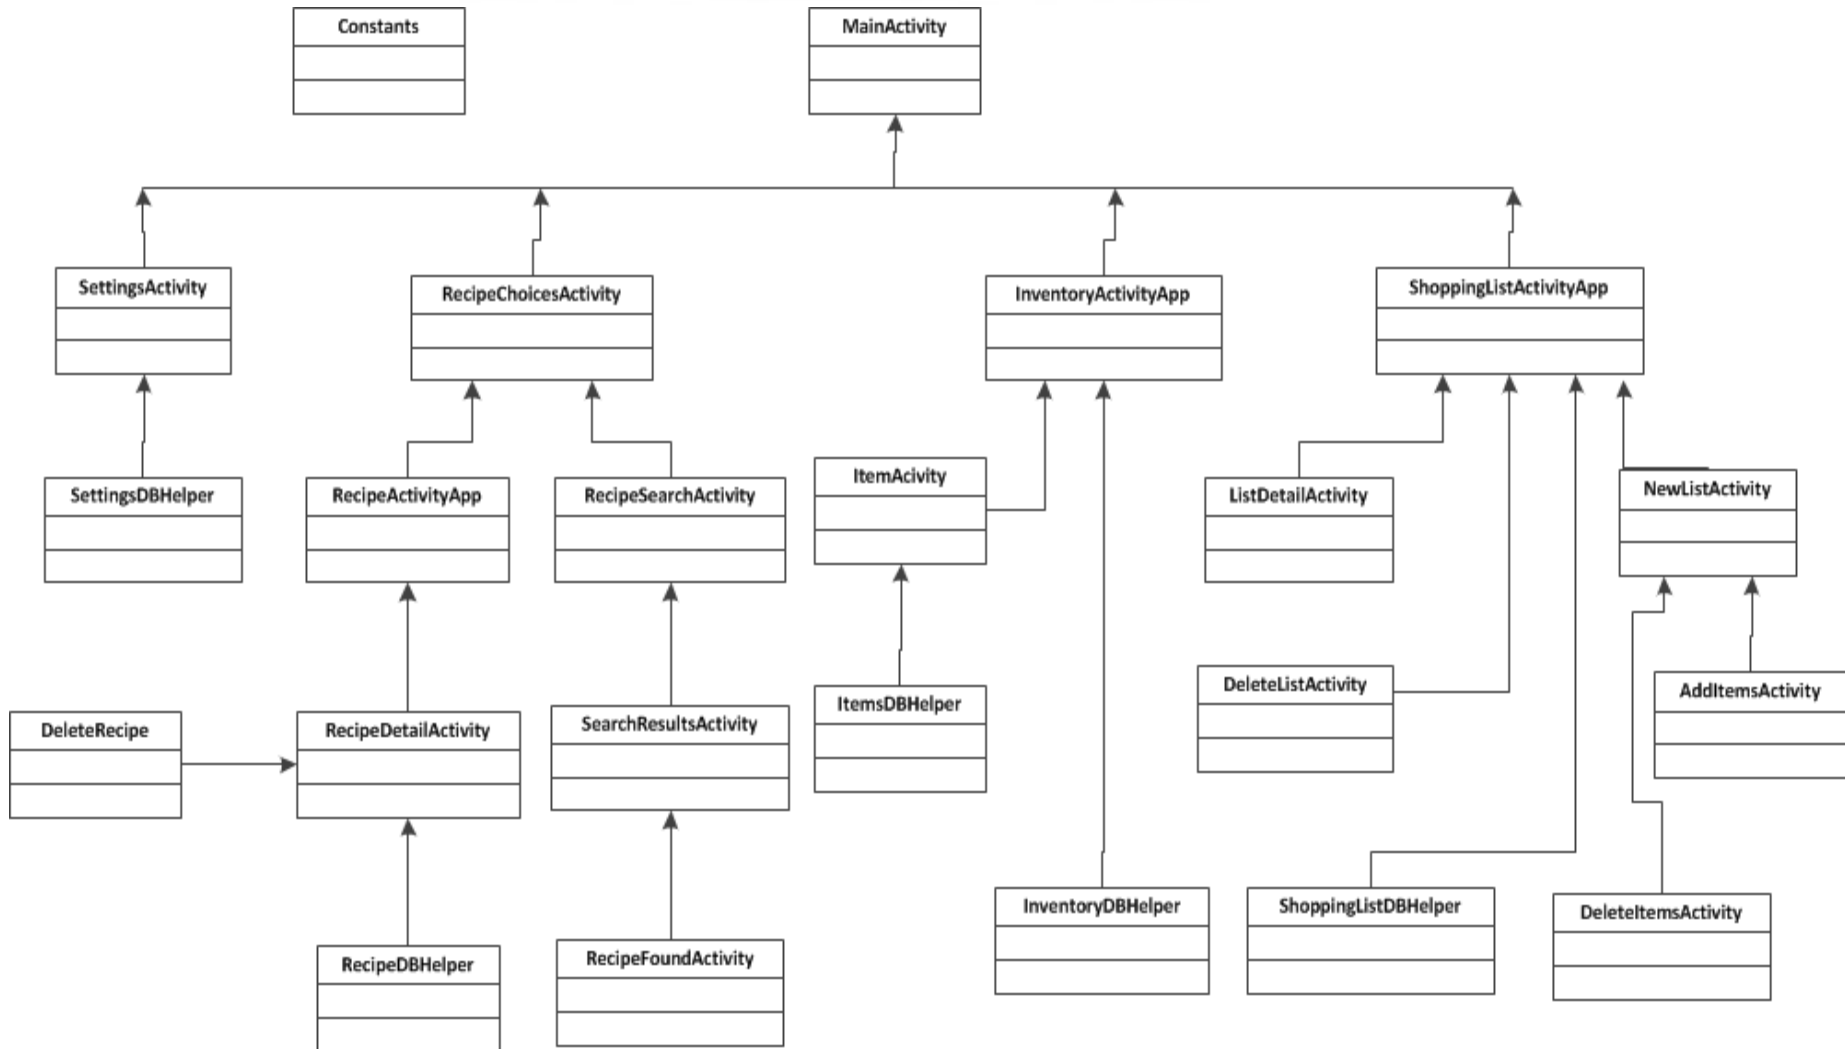 Constants
MainActivity
SettingsActivity
RecipeChoicesActivity
InventoryActivityApp
ShoppingListActivityApp
SettingsDBHelper
RecipeActivityApp
RecipeSearchActivity
ItemAcivity
ListDetailActivity
NewListActivity
DeleteRecipe
RecipeDetailActivity
SearchResultsActivity
ItemsDBHelper
DeleteListActivity
AddItemsActivity
RecipeDBHelper
RecipeFoundActivity
InventoryDBHelper
ShoppingListDBHelper
DeleteItemsActivity